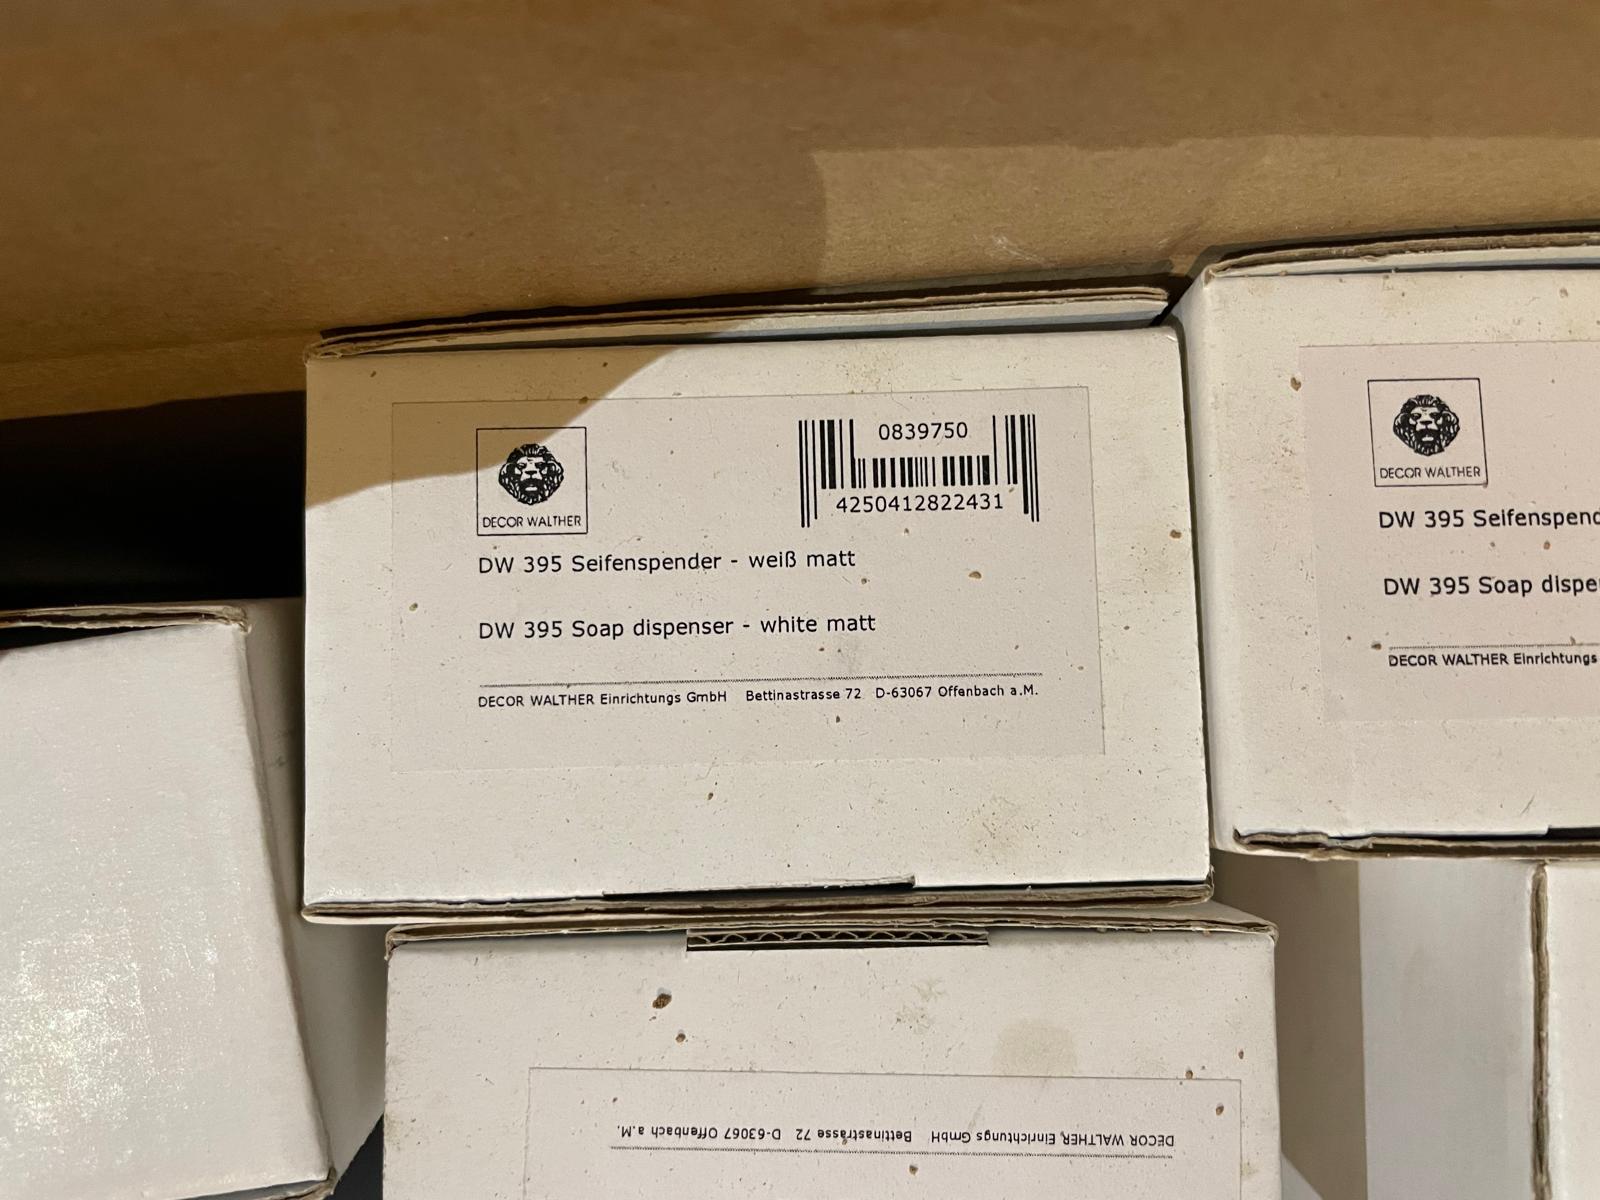 0839750
4250412822431
DECOR WALTHER
DW 395 Seifenspender - weiß matt
DW 395 Soap dispenser - white matt
DECOR WALTHER Einrichtungs GmbH Bettinastrasse 72 D-63067 Offenbach a.M.
DECOR WALTHER
DW 395 Seifenspend
DW 395 Soap dispe
DECOR WALTHER Einrichtungs
DECOR WALTHER Einrichtungs GmbH Bettinastrasse 72 D-63067 Offenbach a.M.